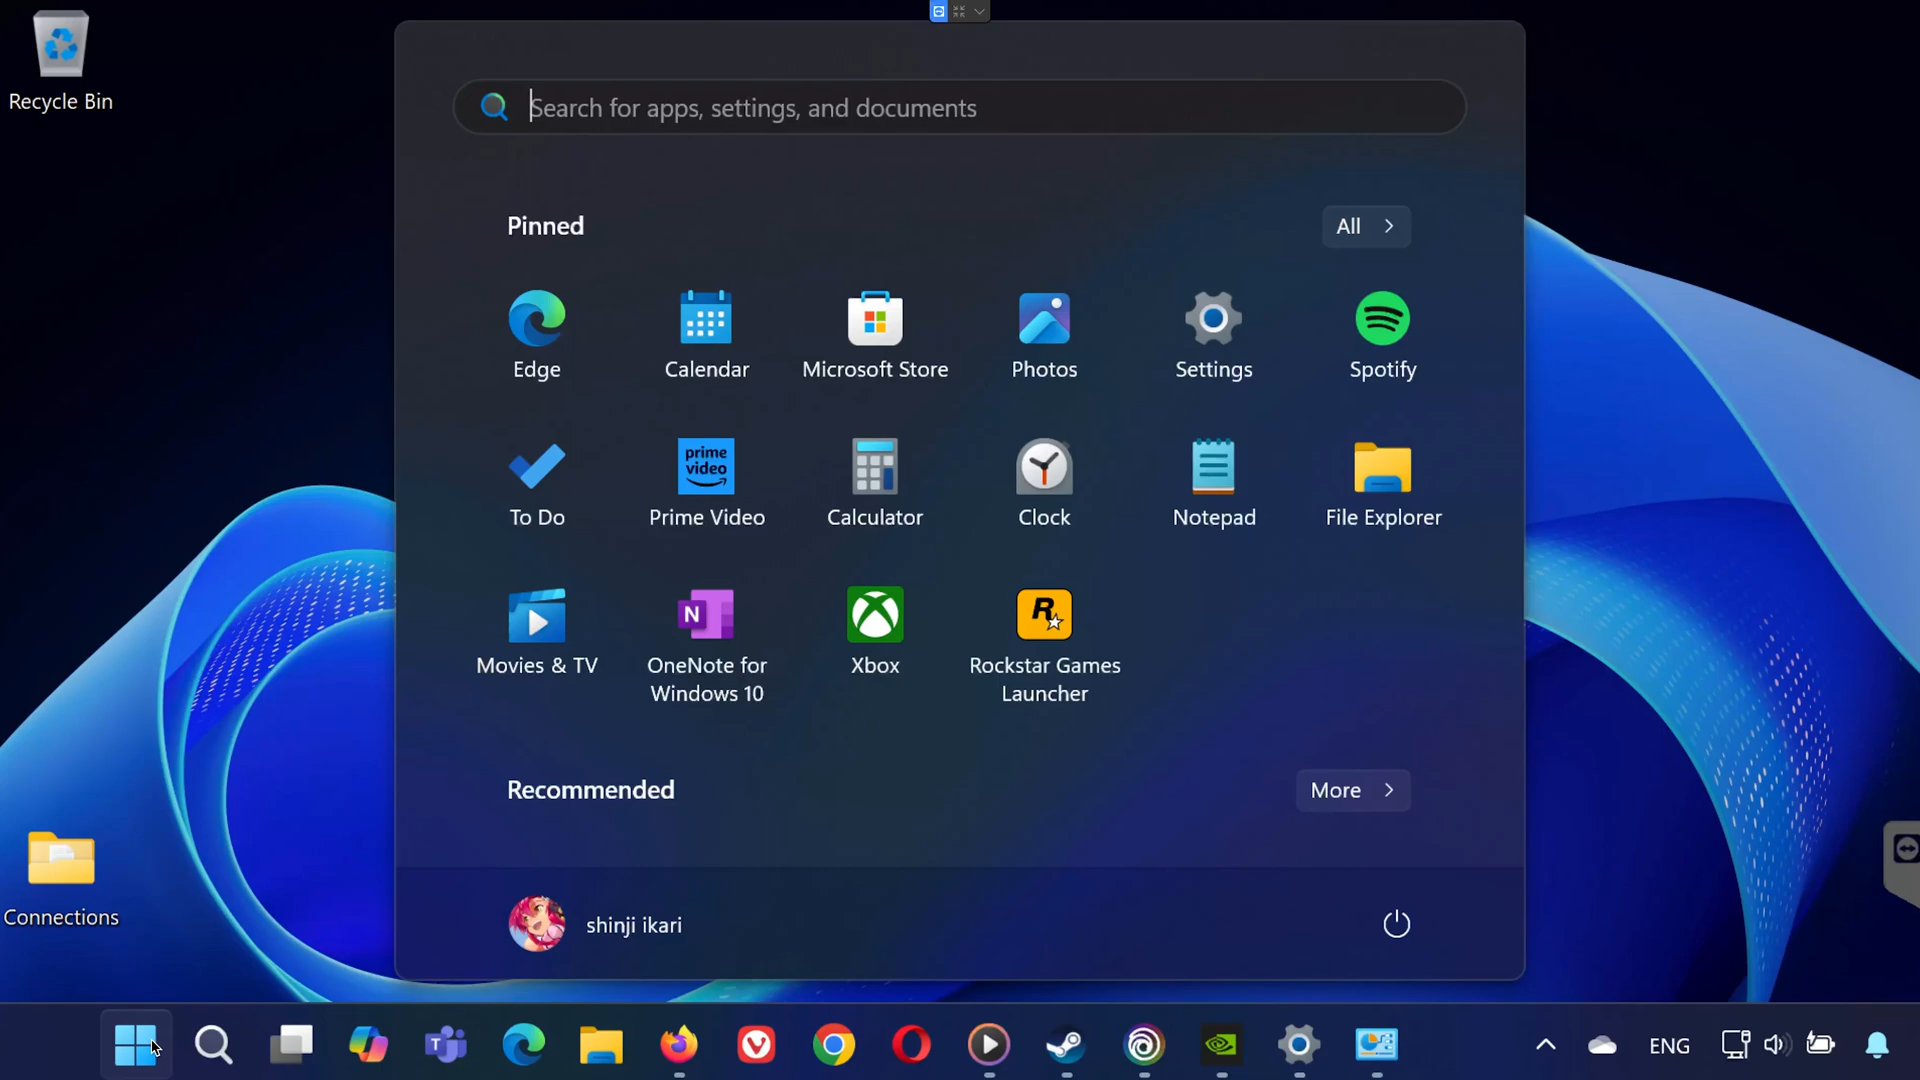 Recycle Bin
Search for apps, settings, and documents
Pinned
All
Edge
Calendar
Microsoft Store
Photos
Settings
Spotify
prime
video
To Do
Prime Video
Calculator
Clock
Notepad
File Explorer
N
R
Movies & TV
OneNote for
Windows 10
Xbox
Rockstar Games
Launcher
Recommended
More
Connections
shinji ikari
T
ENG